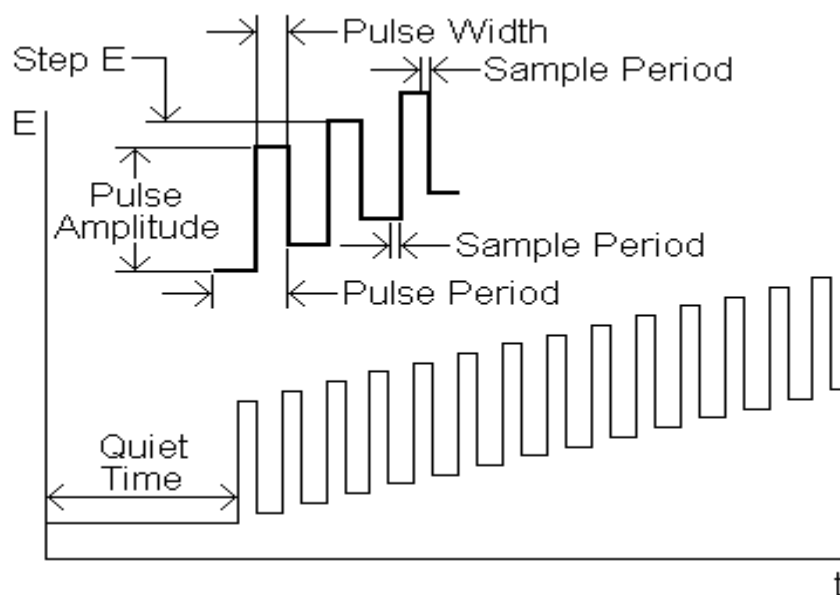 Pulse Width
Step E
Sample Period
E
Pulse
Amplitude
Sample Period
Pulse Period
Quiet
Time
t